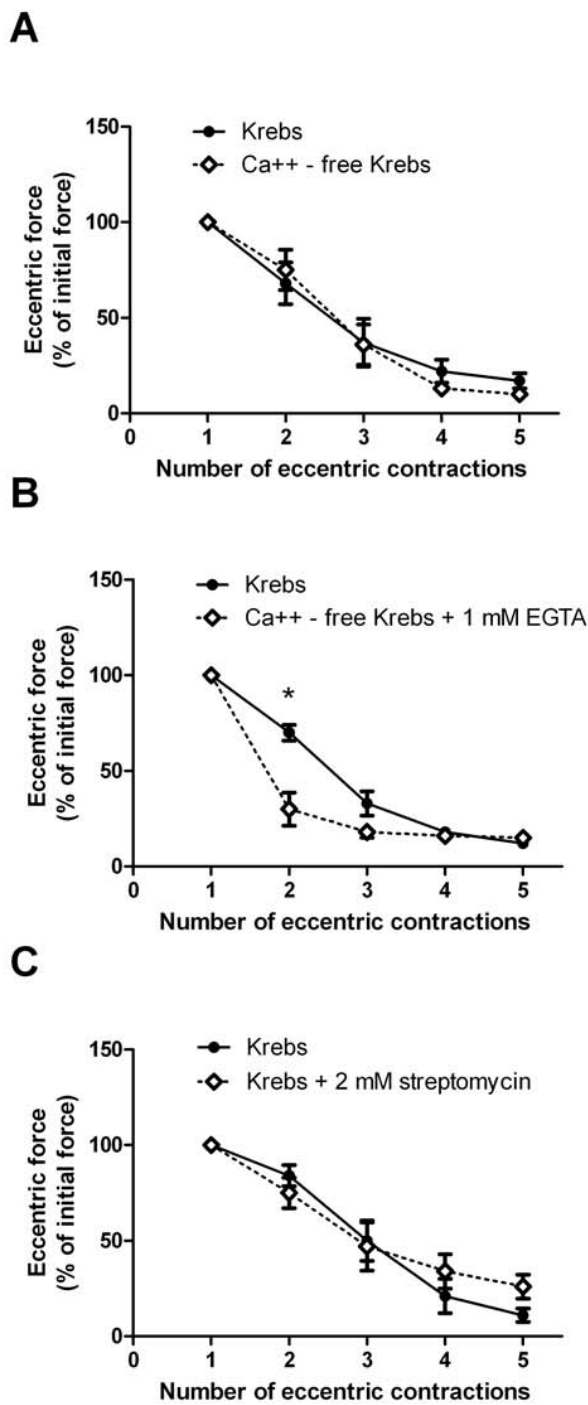 A
Krebs
Ca++ - free Krebs
Eccentric force
(% of initial force)
150
100
50
0
0 1 2 3 4 5
Number of eccentric contractions
B
Krebs
Ca++ - free Krebs + 1 mM EGTA
Eccentric force
(% of initial force)
150
100
50
0
*
0 1 2 3 4 5
Number of eccentric contractions
C
Krebs
Krebs + 2 mM streptomycin
Eccentric force
(% of initial force)
150
100
50
0
0 1 2 3 4 5
Number of eccentric contractions